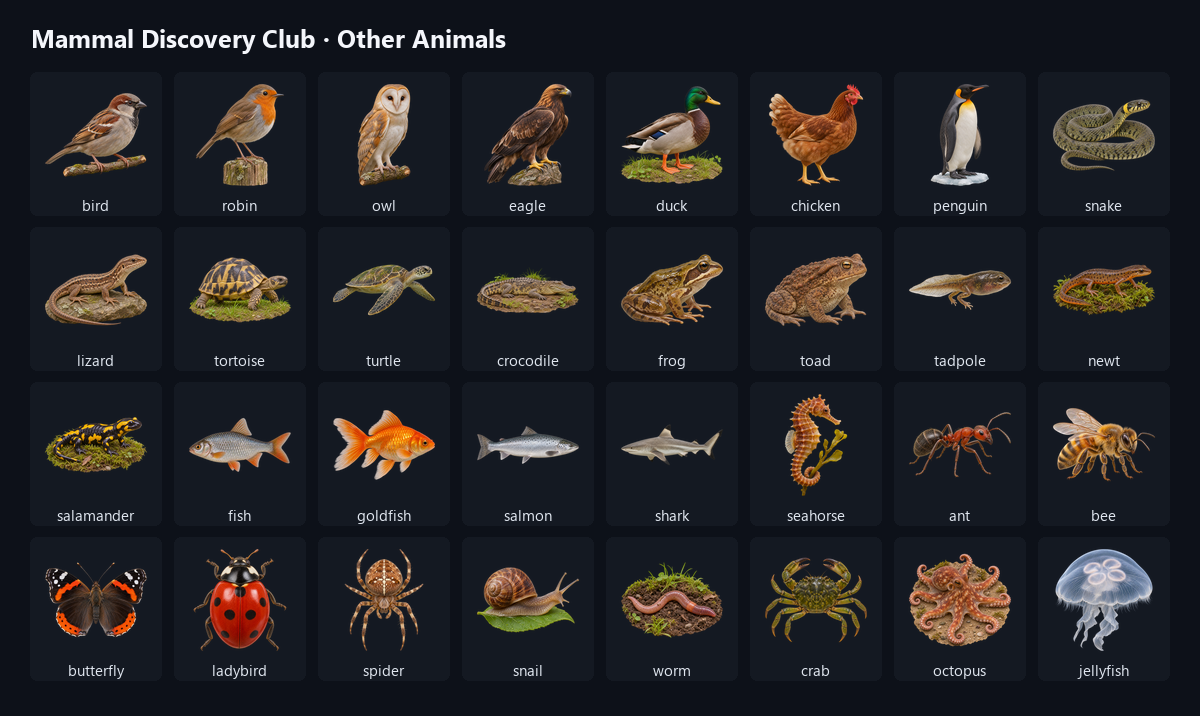 Mammal Discovery Club · Other Animals
bird
robin
owl
eagle
duck
chicken
penguin
snake
lizard
tortoise
turtle
crocodile
frog
toad
tadpole
newt
salamander
fish
goldfish
salmon
shark
seahorse
ant
bee
butterfly
ladybird
spider
snail
worm
crab
octopus
jellyfish